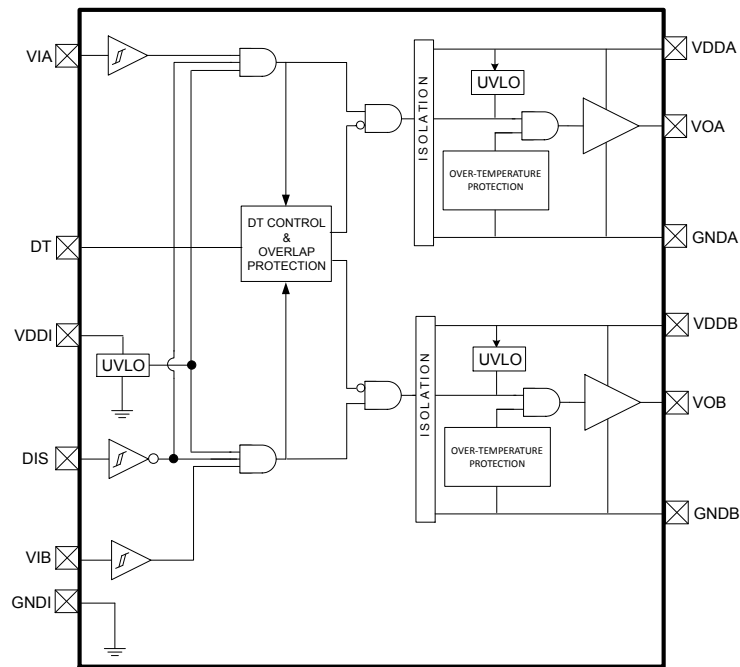 VIA
DT
VDDI
DIS
VIB
GNDI
UVLO
DT CONTROL
&
OVERLAP
PROTECTION
ISOLATION
UVLO
OVER-TEMPERATURE
PROTECTION
VDDA
VOA
GNDA
ISOLATION
UVLO
OVER-TEMPERATURE
PROTECTION
VDDB
VOB
GNDB